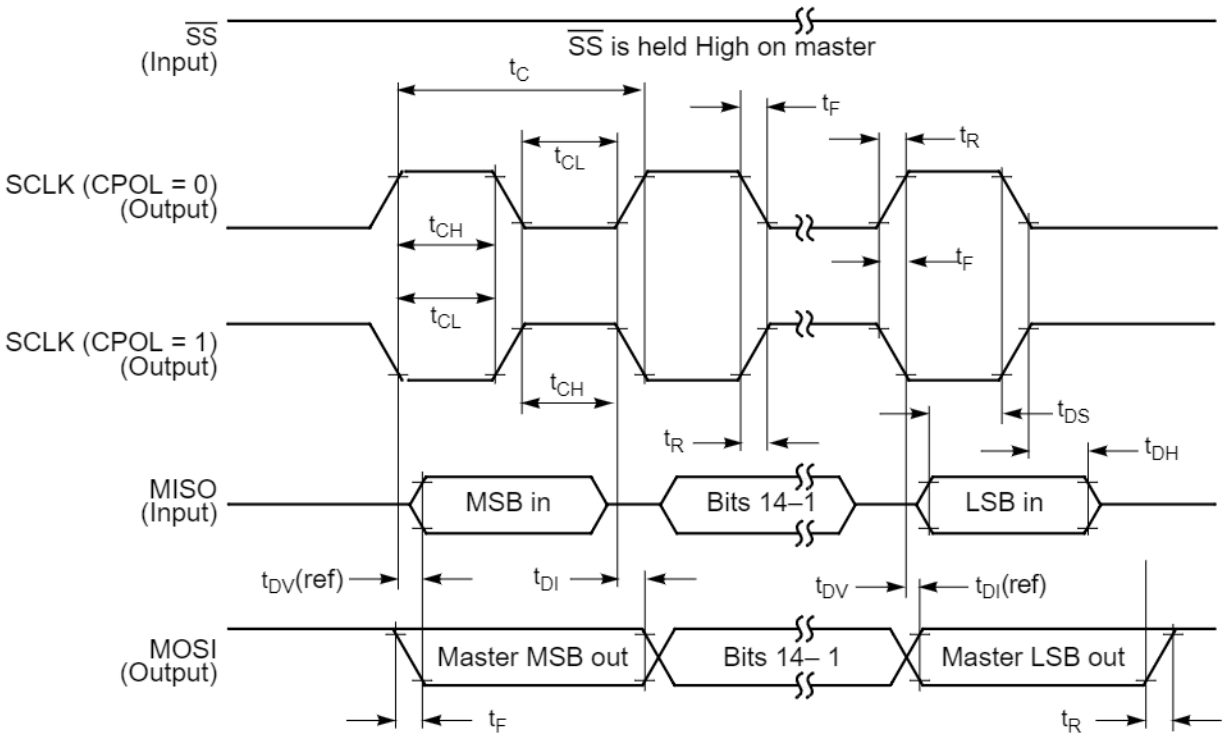 SS
(Input)
SS is held High on master
tC
tF
tR
tCL
SCLK (CPOL = 0)
(Output)
tCH
tF
tCL
SCLK (CPOL = 1)
(Output)
tCH
tDS
tR
tDH
MISO
(Input)
MSB in
Bits 14–1
LSB in
tDV(ref)
tDI
tDV
tDI(ref)
MOSI
(Output)
Master MSB out
Bits 14– 1
Master LSB out
tF
tR